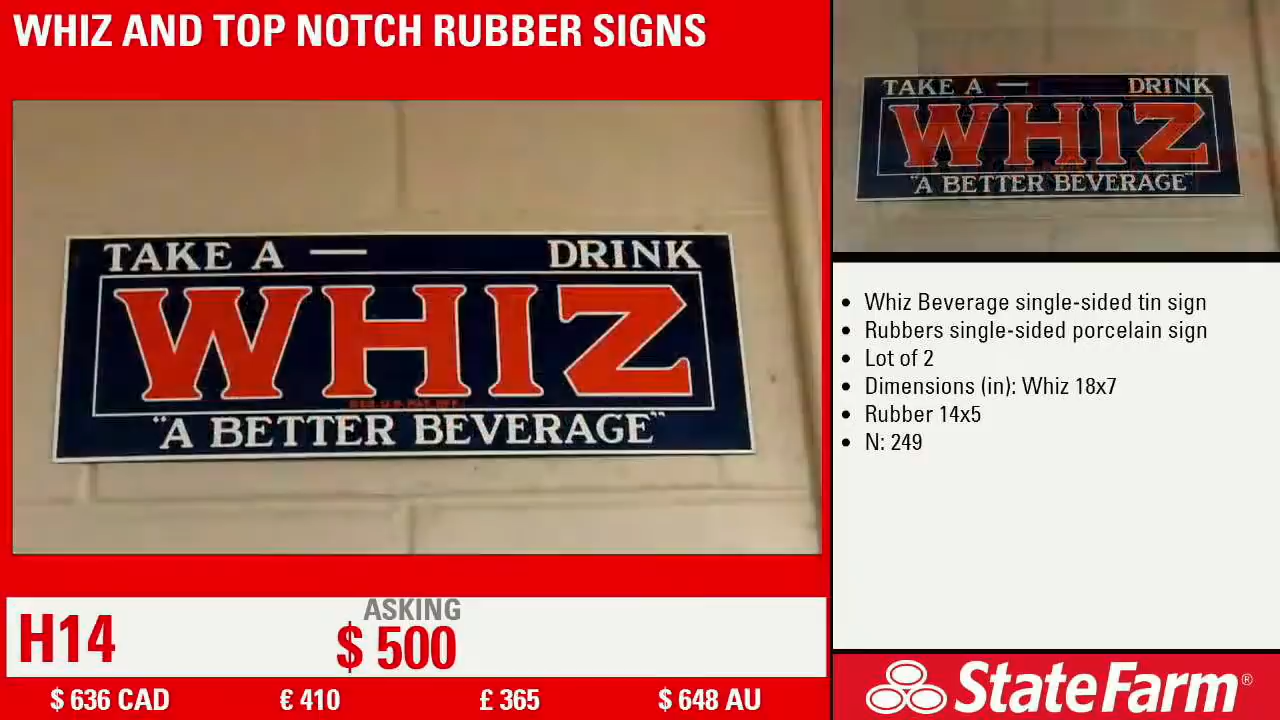 WHIZ AND TOP NOTCH RUBBER SIGNS
TAKE A — DRINK
WHIZ
"A BETTER BEVERAGE"
TAKE A — DRINK
WHIZ
"A BETTER BEVERAGE"
• Whiz Beverage single-sided tin sign
• Rubbers single-sided porcelain sign
• Lot of 2
• Dimensions (in): Whiz 18x7
• Rubber 14x5
• N: 249
H14
ASKING
$ 500
$ 636 CAD € 410 £ 365 $ 648 AU
StateFarm®